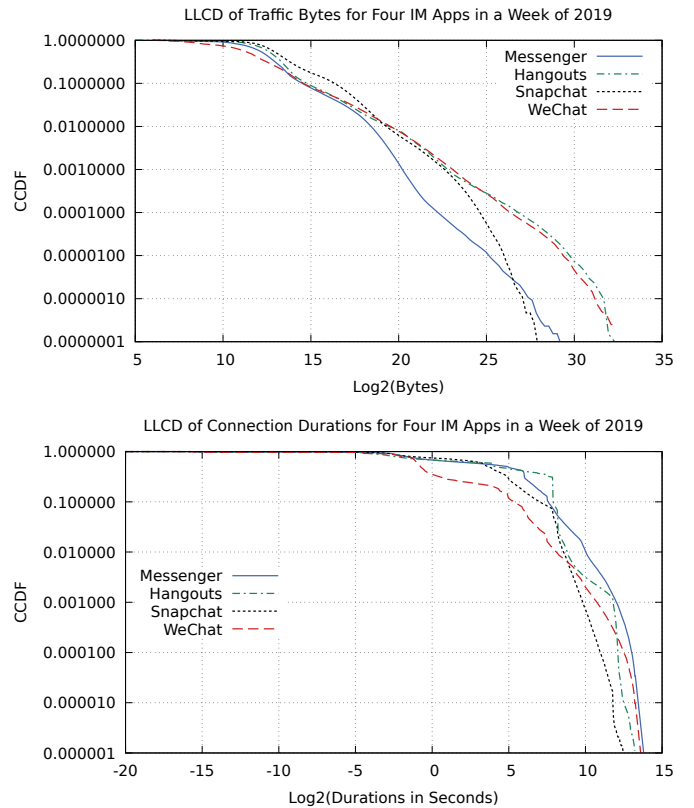 LLCD of Traffic Bytes for Four IM Apps in a Week of 2019
1.0000000
0.1000000
0.0100000
0.0010000
0.0001000
0.0000100
0.0000010
0.0000001
CCDF
Messenger
Hangouts
Snapchat
WeChat
5 10 15 20 25 30 35
Log2(Bytes)
LLCD of Connection Durations for Four IM Apps in a Week of 2019
1.000000
0.100000
0.010000
0.001000
0.000100
0.000010
0.000001
CCDF
Messenger
Hangouts
Snapchat
WeChat
-20 -15 -10 -5 0 5 10 15
Log2(Durations in Seconds)